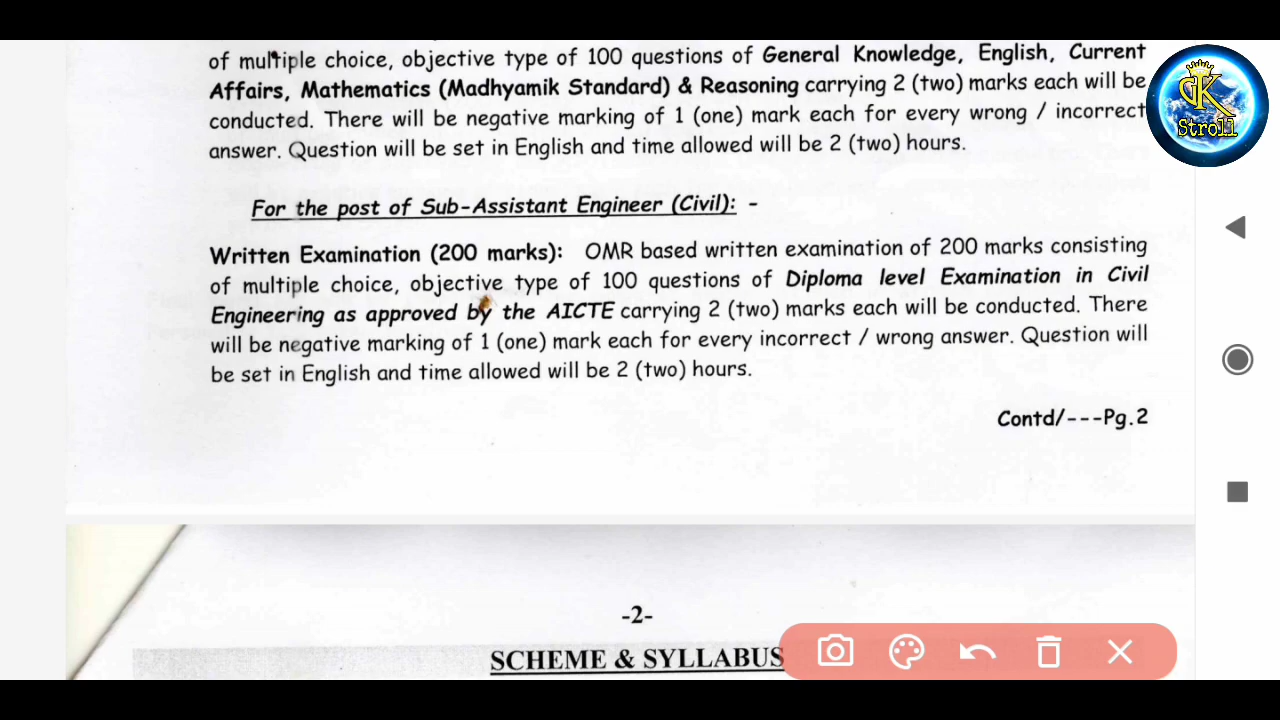 of multiple choice, objective type of 100 questions of General Knowledge, English, Current
Affairs, Mathematics (Madhyamik Standard) & Reasoning carrying 2 (two) marks each will be
conducted. There will be negative marking of 1 (one) mark each for every wrong / incorrect
answer. Question will be set in English and time allowed will be 2 (two) hours.
For the post of Sub-Assistant Engineer (Civil): -
Written Examination (200 marks): OMR based written examination of 200 marks consisting
of multiple choice, objective type of 100 questions of Diploma level Examination in Civil
Engineering as approved by the AICTE carrying 2 (two) marks each will be conducted. There
will be negative marking of 1 (one) mark each for every incorrect / wrong answer. Question will
be set in English and time allowed will be 2 (two) hours.
Contd/---Pg.2
-2-
SCHEME & SYLLABUS
GK
Stroll